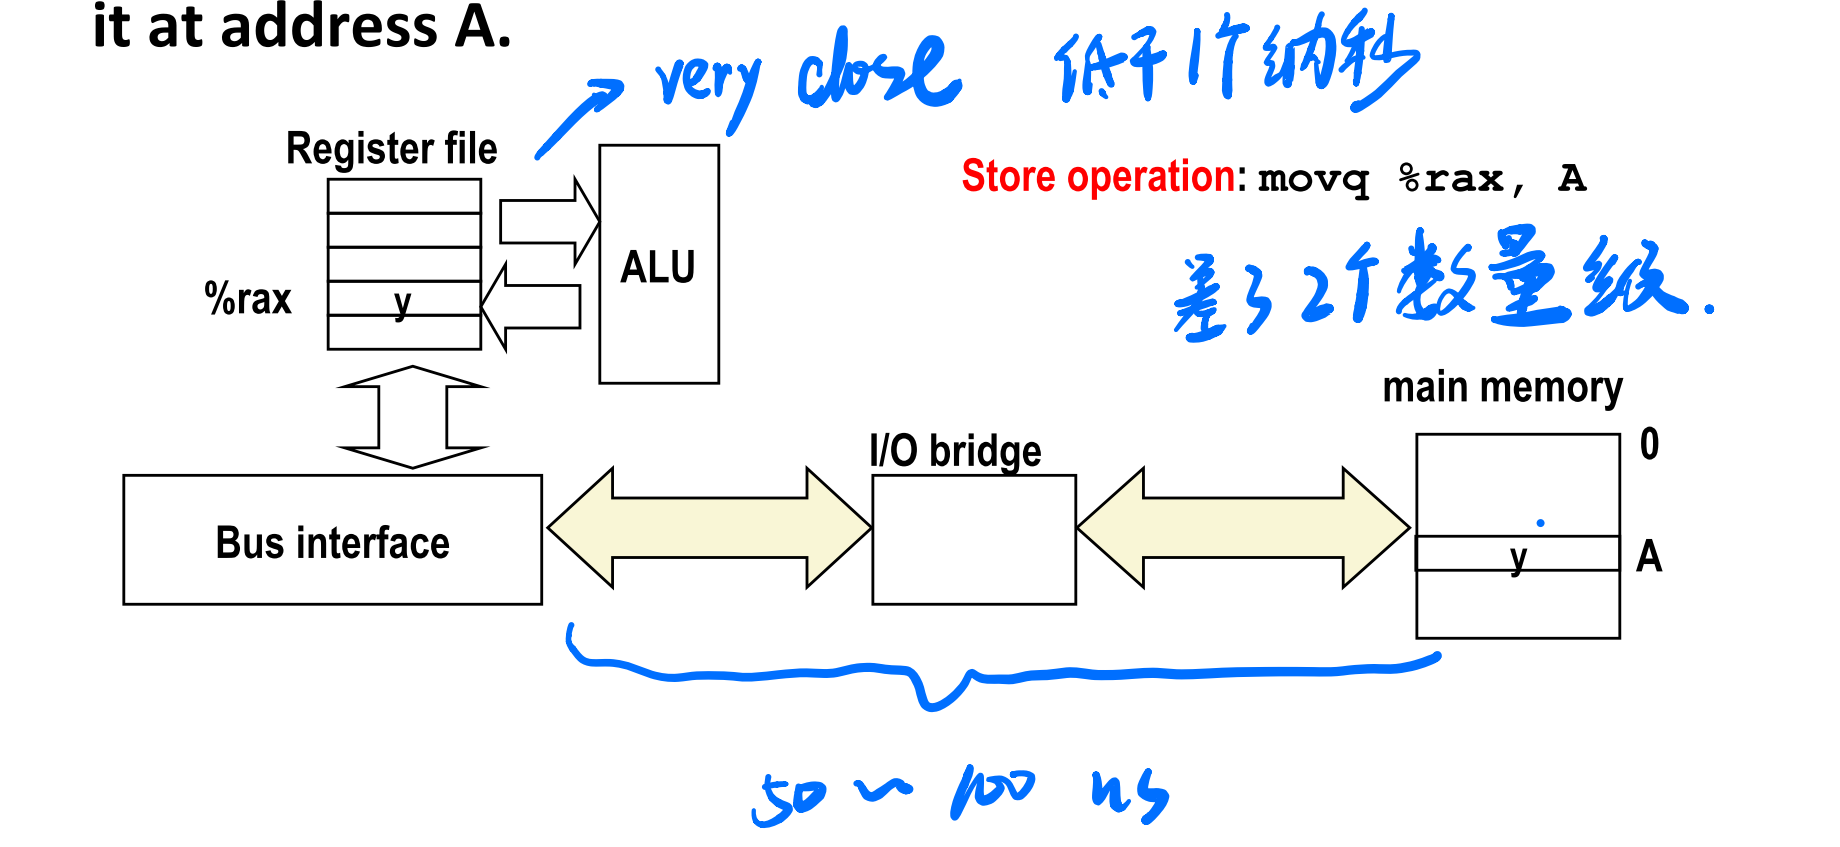 it at address A.
very close 低于1个纳秒
Register file
Store operation: movq %rax, A
ALU
差了2个数量级.
%rax
y
main memory
0
I/O bridge
Bus interface
y
A
50 ~ 100 ns